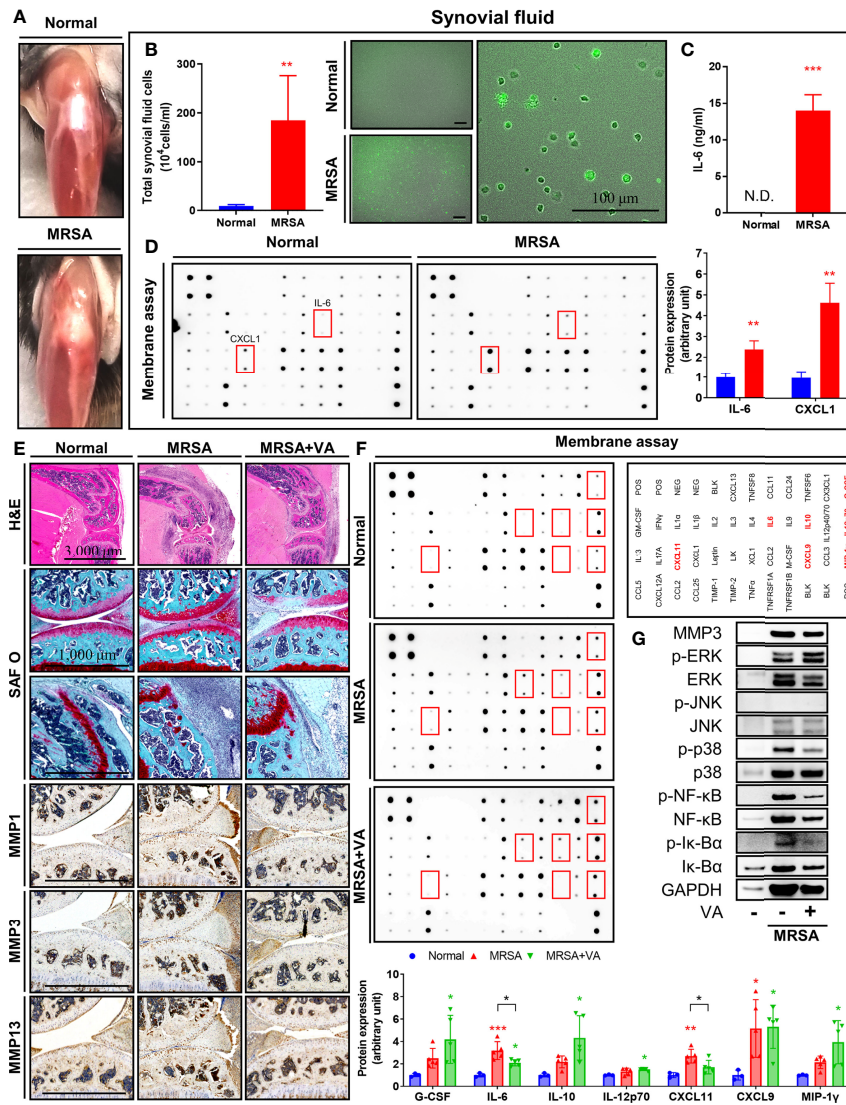 A
Normal
MRSA
Synovial fluid
B
Total synovial fluid cells
(10⁴cells/ml)
300
200
100
0
Normal
MRSA
**
Normal
MRSA
100 µm
C
IL-6 (ng/ml)
20
15
10
5
0
N.D.
***
Normal
MRSA
D
Normal
MRSA
Membrane assay
IL-6
CXCL1
Protein expression
(arbitrary unit)
7
6
5
4
3
2
1
0
**
**
IL-6
CXCL1
E
Normal
MRSA
MRSA+VA
H&E
3,000 µm
SAF O
1,000 µm
MMP1
MMP3
MMP13
F
Membrane assay
Normal
MRSA
MRSA+VA
POS
POS
NEG
NEG
BLK
CXCL13
TNFSF8
CCL11
CCL24
TNFSF6
CX3CL1
GM-CSF
IFNγ
IL1α
IL1β
IL2
IL3
IL4
IL6
IL9
IL10
IL12p40/70
IL13
IL17A
CXCL11
CXCL1
Leptin
LK
XCL1
CCL2
M-CSF
CXCL9
CCL3
CCL5
CXCL12A
CCL2
CCL25
TIMP-1
TIMP-2
TNFα
TNFRSF1A
TNFRSF1B
BLK
BLK
G
MMP3
p-ERK
ERK
p-JNK
JNK
p-p38
p38
p-NF-κB
NF-κB
p-Iκ-Bα
Iκ-Bα
GAPDH
VA - - +
MRSA
Normal MRSA MRSA+VA
Protein expression
(arbitrary unit)
10
8
6
4
2
0
*
***
*
*
*
*
**
*
*
*
*
G-CSF
IL-6
IL-10
IL-12p70
CXCL11
CXCL9
MIP-1γ